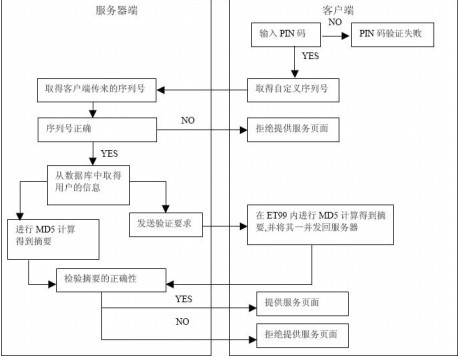 服务器端
客户端
输入 PIN 码
NO
PIN 码验证失败
YES
取得客户端传来的序列号
取得自定义序列号
序列号正确
NO
拒绝提供服务页面
YES
从数据库中取得
用户的信息
发送验证要求
在 ET99 内进行 MD5 计算得到摘
要,并将其一并发回服务器
进行 MD5 计算
得到摘要
检验摘要的正确性
YES
提供服务页面
NO
拒绝提供服务页面